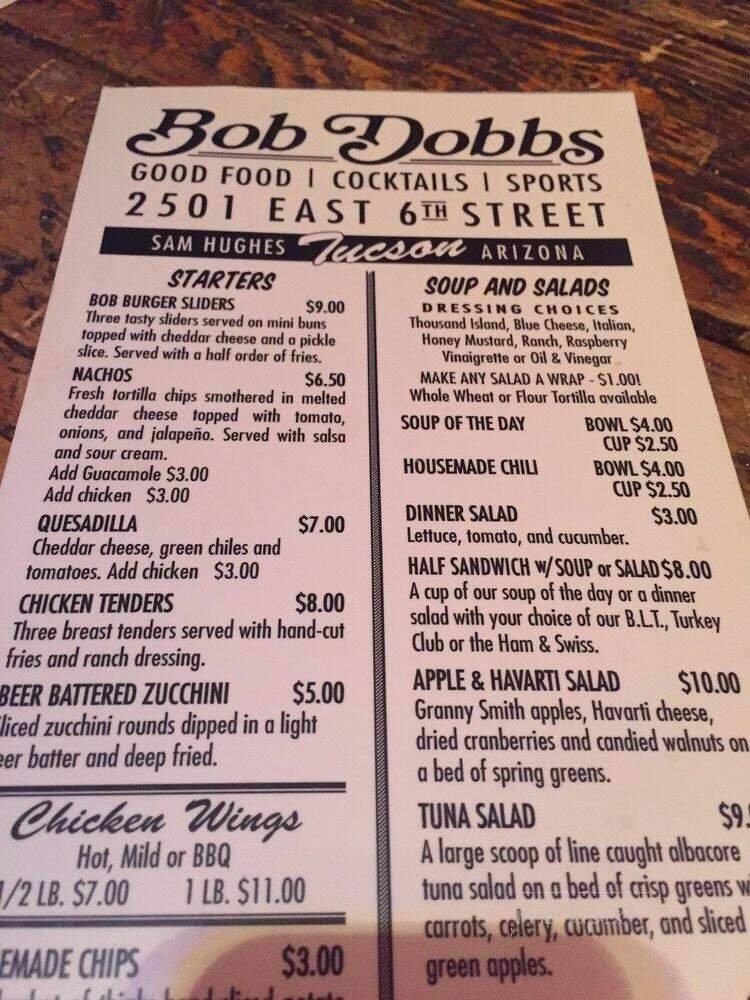 Bob Dobbs
GOOD FOOD | COCKTAILS | SPORTS
2501 EAST 6TH STREET
SAM HUGHES Tucson ARIZONA
STARTERS
BOB BURGER SLIDERS $9.00
Three tasty sliders served on mini buns
topped with cheddar cheese and a pickle
slice. Served with a half order of fries.
NACHOS $6.50
Fresh tortilla chips smothered in melted
cheddar cheese topped with tomato,
onions, and jalapeño. Served with salsa
and sour cream.
Add Guacamole $3.00
Add chicken $3.00
QUESADILLA $7.00
Cheddar cheese, green chiles and
tomatoes. Add chicken $3.00
CHICKEN TENDERS $8.00
Three breast tenders served with hand-cut
fries and ranch dressing.
BEER BATTERED ZUCCHINI $5.00
liced zucchini rounds dipped in a light
eer batter and deep fried.
Chicken Wings
Hot, Mild or BBQ
1/2 LB. $7.00 1 LB. $11.00
EMADE CHIPS $3.00
SOUP AND SALADS
DRESSING CHOICES
Thousand Island, Blue Cheese, Italian,
Honey Mustard, Ranch, Raspberry
Vinaigrette or Oil & Vinegar
MAKE ANY SALAD A WRAP - $1.00!
Whole Wheat or Flour Tortilla available
SOUP OF THE DAY BOWL $4.00
CUP $2.50
HOUSEMADE CHILI BOWL $4.00
CUP $2.50
DINNER SALAD $3.00
Lettuce, tomato, and cucumber.
HALF SANDWICH w/ SOUP or SALAD $8.00
A cup of our soup of the day or a dinner
salad with your choice of our B.L.T., Turkey
Club or the Ham & Swiss.
APPLE & HAVARTI SALAD $10.00
Granny Smith apples, Havarti cheese,
dried cranberries and candied walnuts on
a bed of spring greens.
TUNA SALAD $9.
A large scoop of line caught albacore
tuna salad on a bed of crisp greens w
carrots, celery, cucumber, and sliced
green apples.